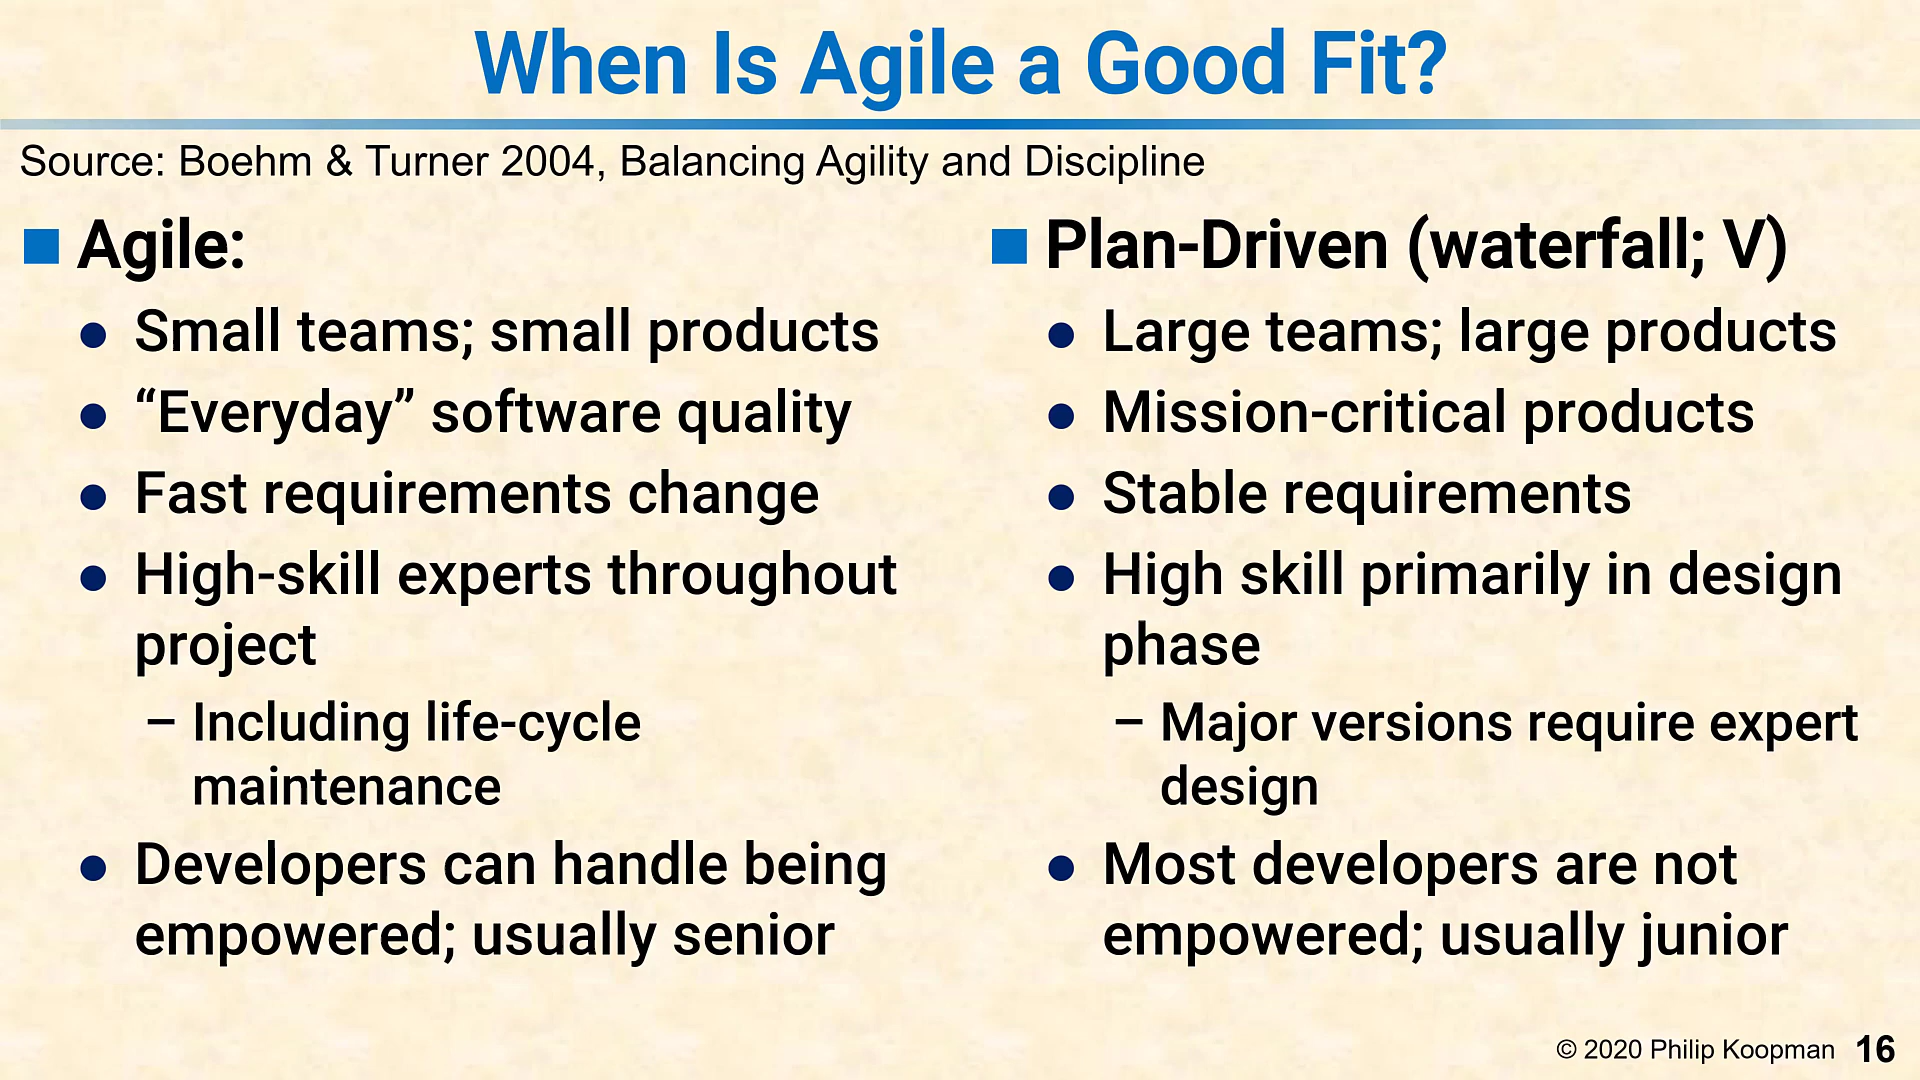 When Is Agile a Good Fit?
Source: Boehm & Turner 2004, Balancing Agility and Discipline
Agile:
Small teams; small products
“Everyday” software quality
Fast requirements change
High-skill experts throughout
project
– Including life-cycle
maintenance
Developers can handle being
empowered; usually senior
Plan-Driven (waterfall; V)
Large teams; large products
Mission-critical products
Stable requirements
High skill primarily in design
phase
– Major versions require expert
design
Most developers are not
empowered; usually junior
© 2020 Philip Koopman 16